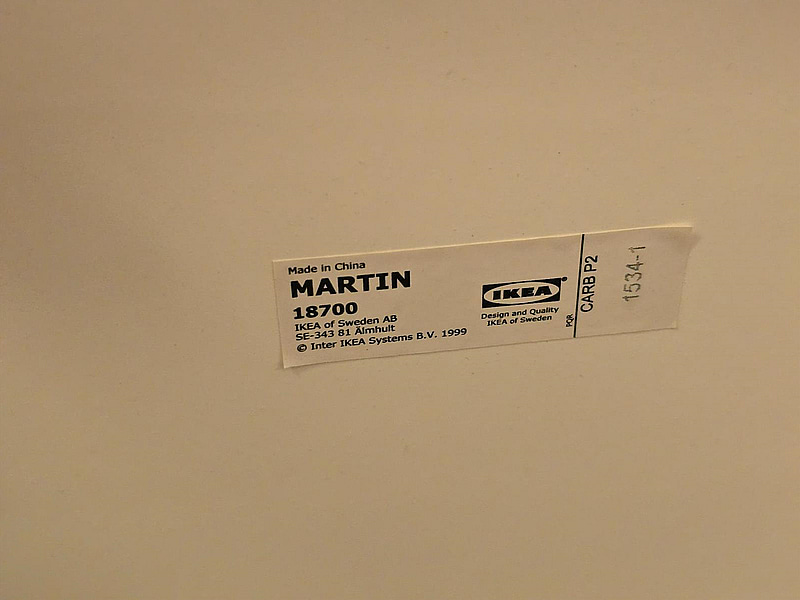 Made in China
MARTIN
18700
IKEA of Sweden AB
SE-343 81 Älmhult
© Inter IKEA Systems B.V. 1999
IKEA®
Design and Quality
IKEA of Sweden
PQR
CARB P2
1534-1